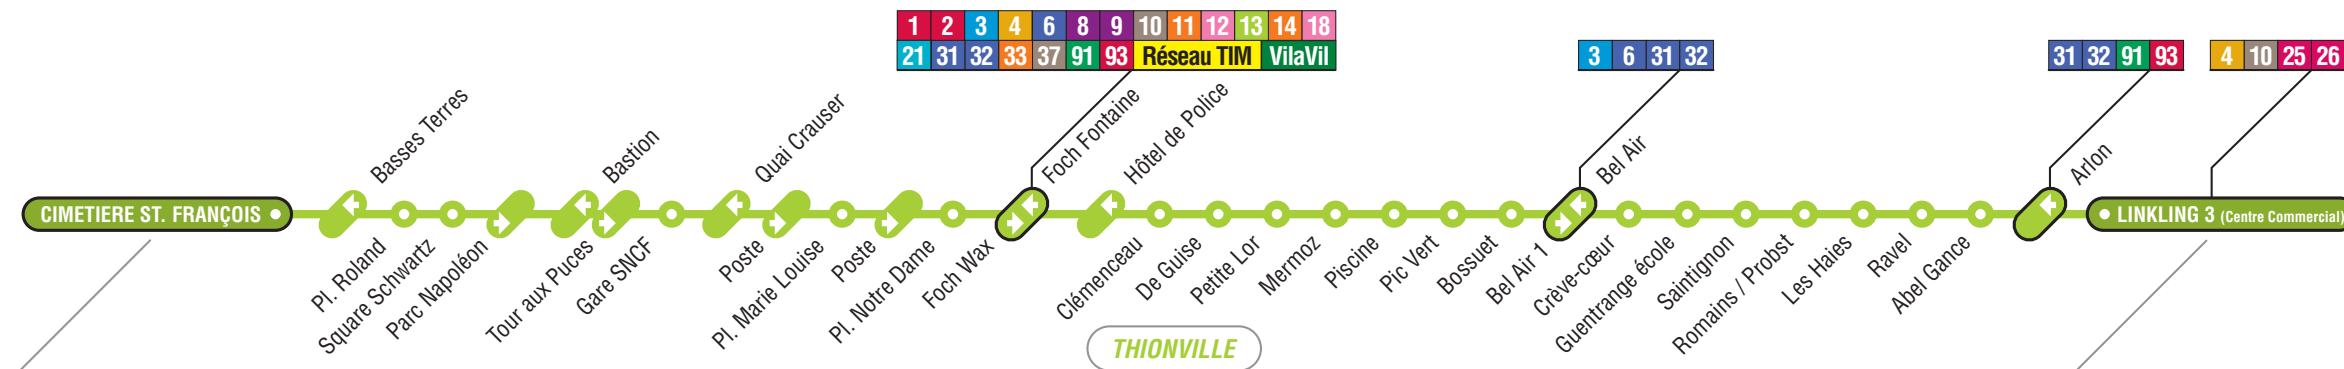 1 2 3 4 6 8 9 10 11 12 13 14 18
21 31 32 33 37 91 93 Réseau TIM VilaVil
3 6 31 32
31 32 91 93
4 10 25 26
Basses Terres
Bastion
Quai Crauser
Foch Fontaine
Hôtel de Police
Bel Air
Arlon
CIMETIERE ST. FRANÇOIS
LINKLING 3 (Centre Commercial)
Pl. Roland
Square Schwartz
Parc Napoléon
Tour aux Puces
Gare SNCF
Poste
Pl. Marie Louise
Poste
Pl. Notre Dame
Foch Wax
Clémenceau
De Guise
Petite Lor
Mermoz
Piscine
Pic Vert
Bossuet
Bel Air 1
Crève-cœur
Guentrange école
Saintignon
Romains / Probst
Les Haies
Ravel
Abel Gance
THIONVILLE